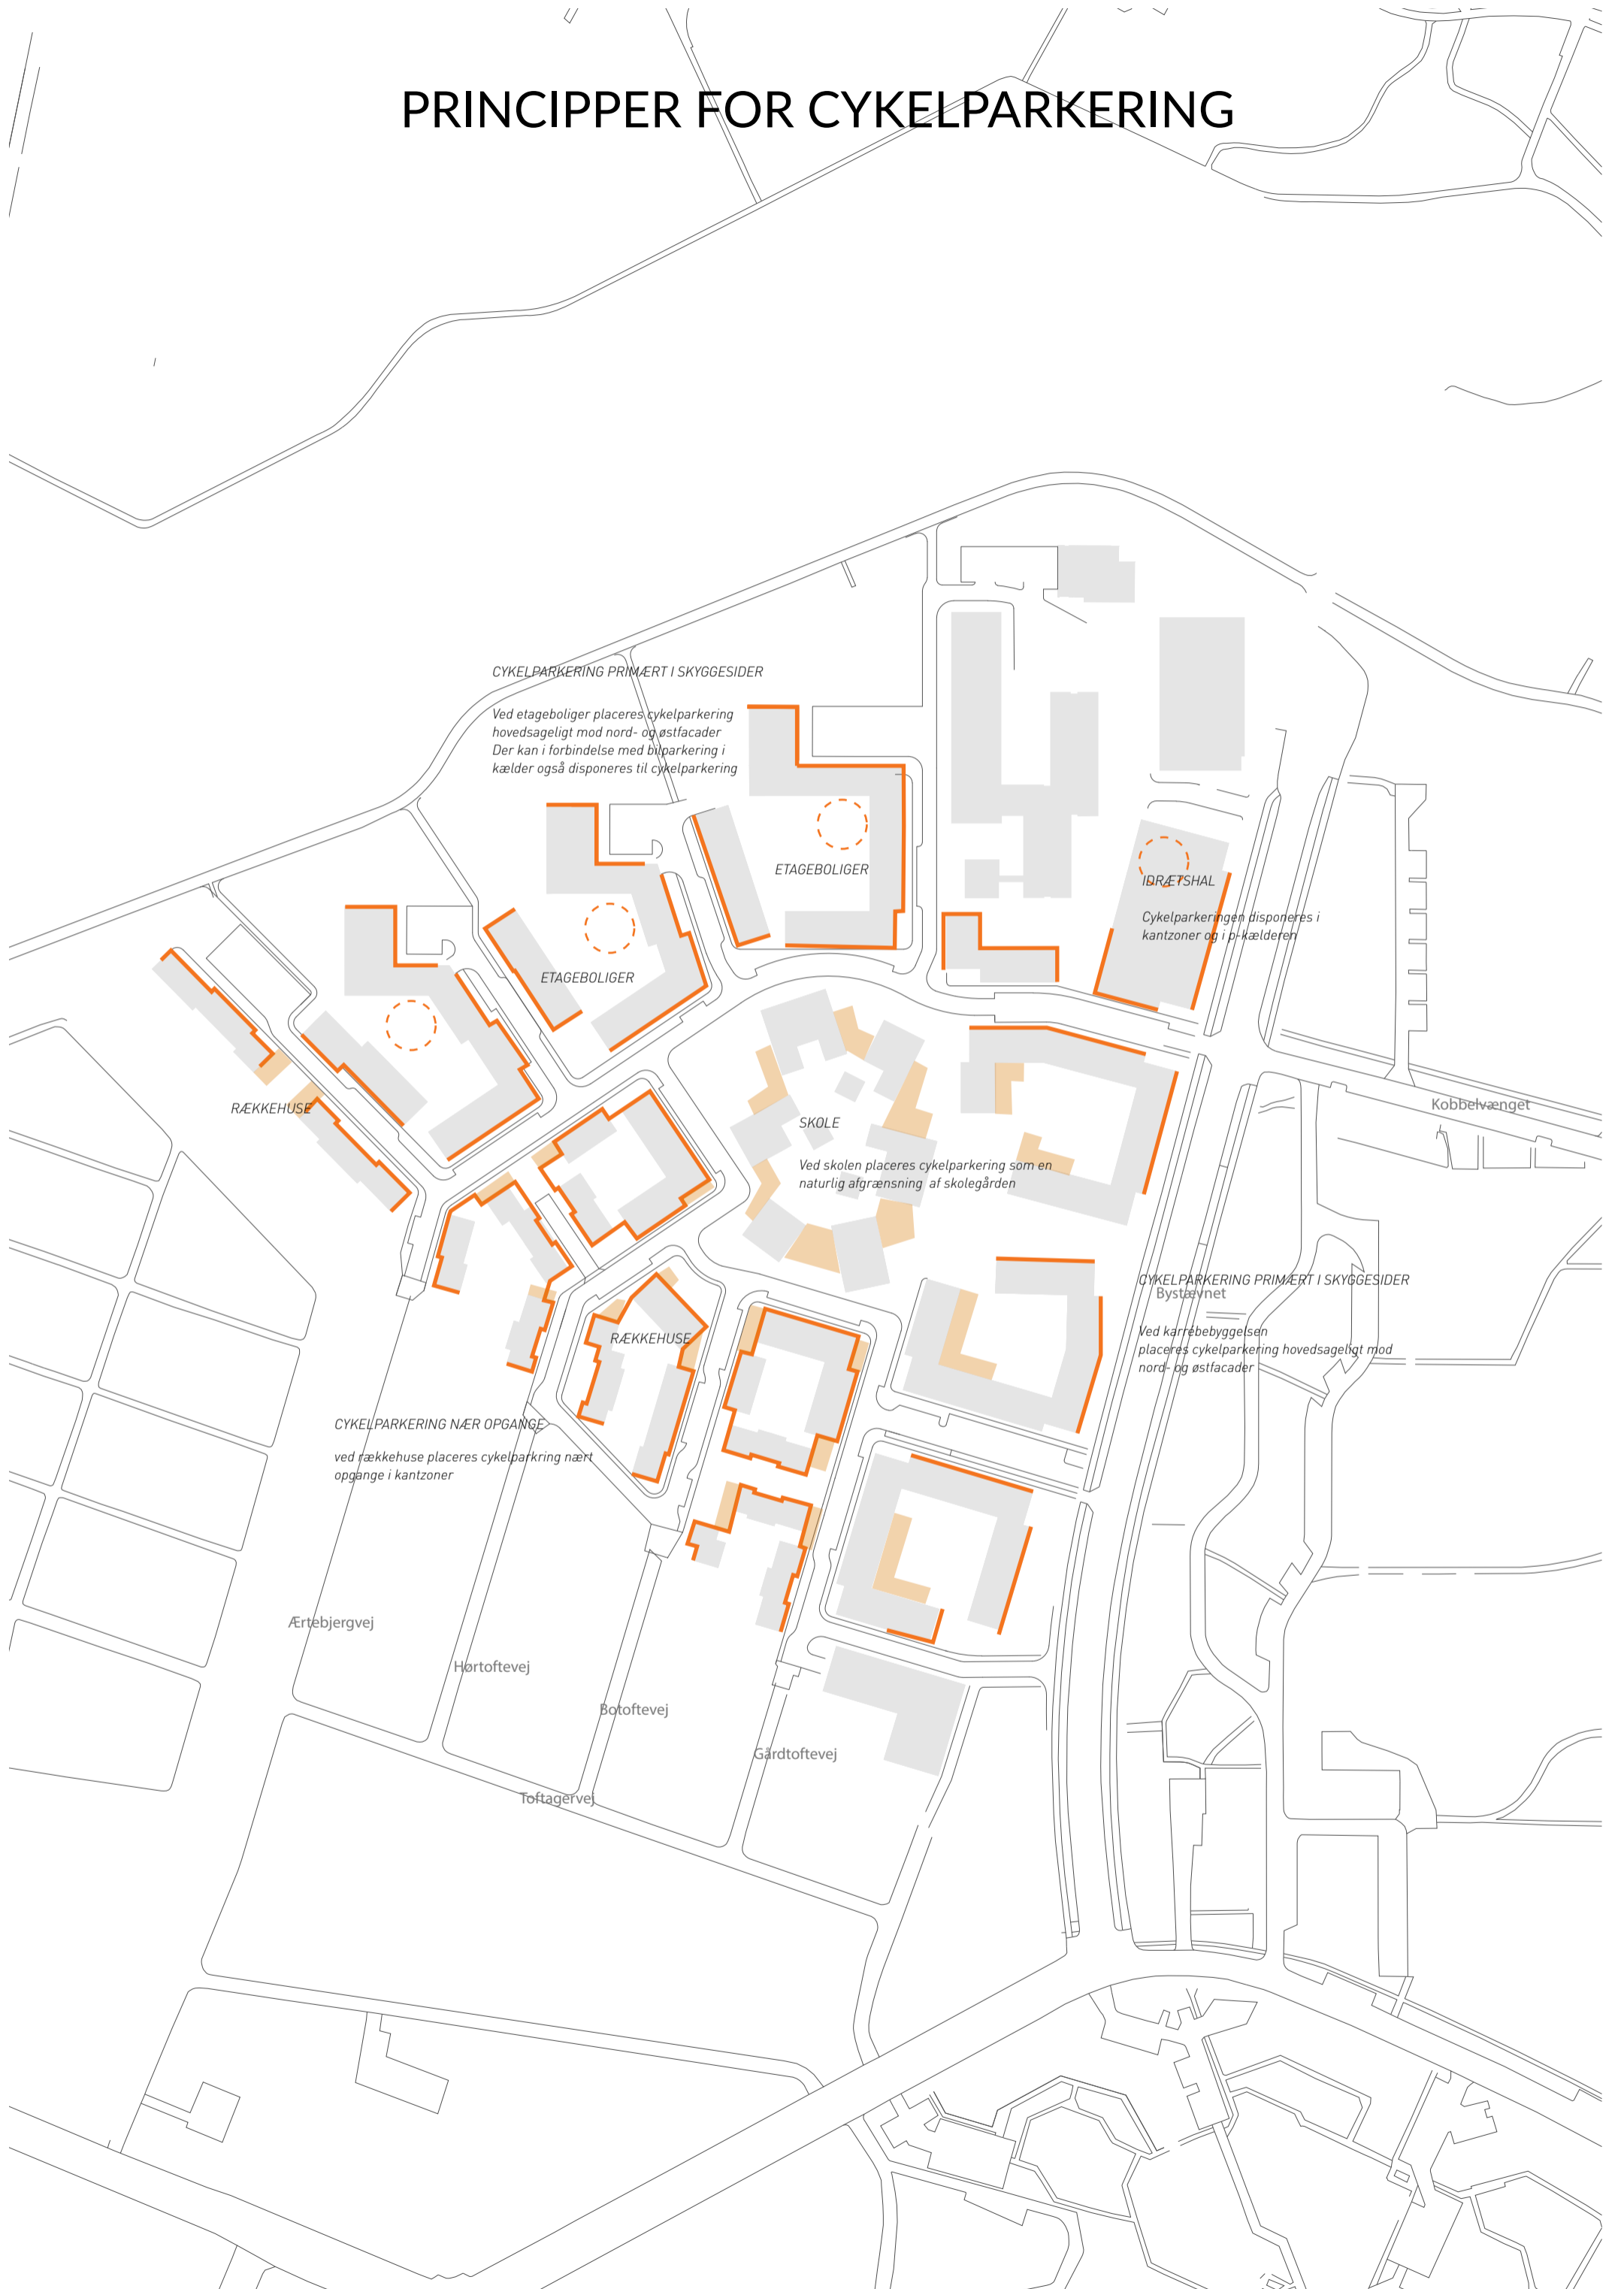 PRINCIPPER FOR CYKELPARKERING
CYKELPARKERING PRIMÆRT I SKYGGESIDER
Ved etageboliger placeres cykelparkering
hovedsageligt mod nord- og østfacader
Der kan i forbindelse med bilparkering i
kælder også disponeres til cykelparkering
ETAGEBOLIGER
IDRÆTSHAL
Cykelparkeringen disponeres i
kantzoner og i p-kælderen
ETAGEBOLIGER
RÆKKEHUSE
Kobbelvænget
SKOLE
Ved skolen placeres cykelparkering som en
naturlig afgrænsning af skolegården
CYKELPARKERING PRIMÆRT I SKYGGESIDER
Bystævnet
Ved karrébebyggelsen
placeres cykelparkering hovedsageligt mod
nord- og østfacader
RÆKKEHUSE
CYKELPARKERING NÆR OPGANGE
ved rækkehuse placeres cykelparkring nært
opgange i kantzoner
Ærtebjergvej
Hørtoftevej
Botoftevej
Gårdtoftevej
Toftagervej